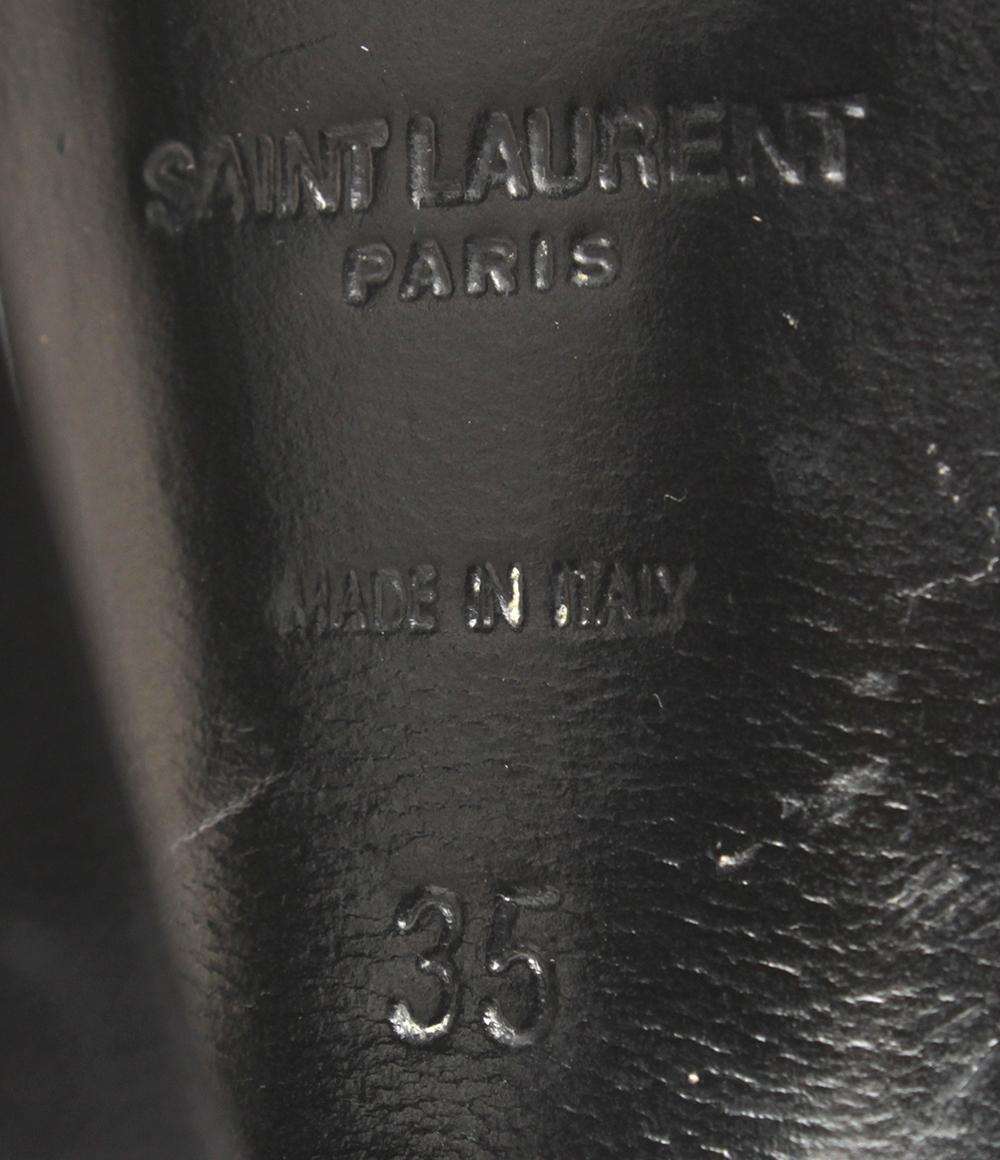 SAINT LAURENT
PARIS
MADE IN ITALY
35